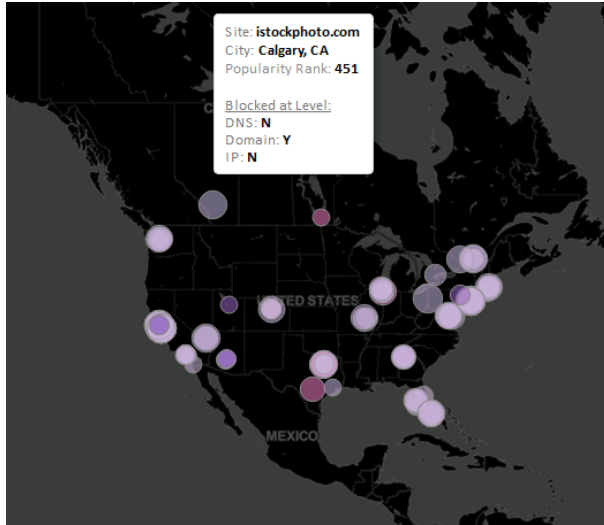 Site: istockphoto.com
City: Calgary, CA
Popularity Rank: 451
Blocked at Level:
DNS: N
Domain: Y
IP: N
C
UNITED STATES
MEXICO